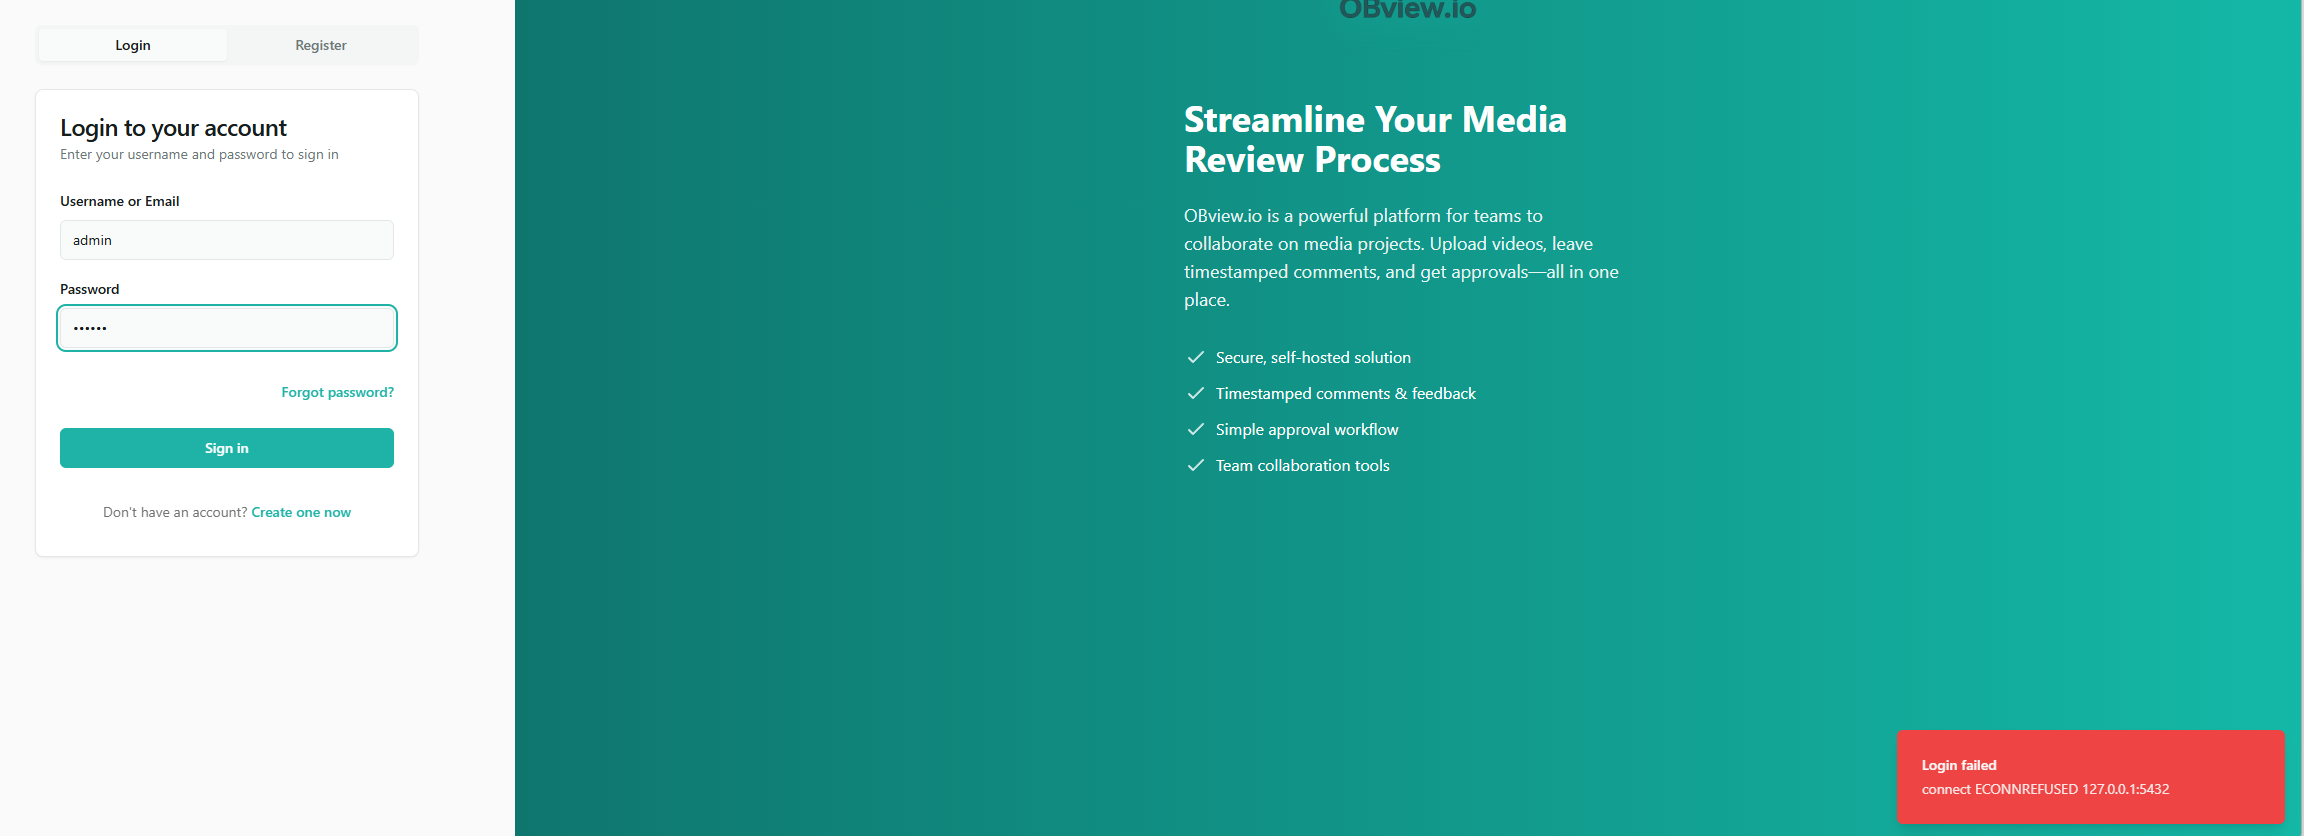 Login
Register
Login to your account
Enter your username and password to sign in
Username or Email
admin
Password
••••••
Forgot password?
Sign in
Don't have an account? Create one now
OBview.io
Streamline Your Media
Review Process
OBview.io is a powerful platform for teams to
collaborate on media projects. Upload videos, leave
timestamped comments, and get approvals—all in one
place.
Secure, self-hosted solution
Timestamped comments & feedback
Simple approval workflow
Team collaboration tools
Login failed
connect ECONNREFUSED 127.0.0.1:5432